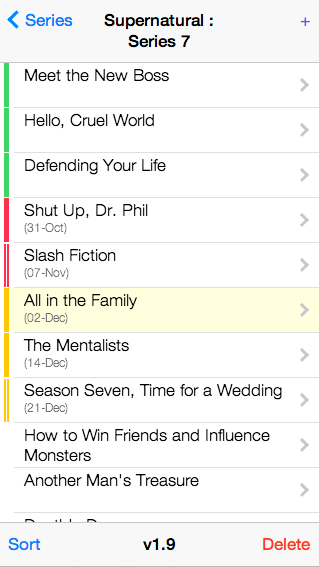 Series
Supernatural :
Series 7
+
Meet the New Boss
Hello, Cruel World
Defending Your Life
Shut Up, Dr. Phil
(31-Oct)
Slash Fiction
(07-Nov)
All in the Family
(02-Dec)
The Mentalists
(14-Dec)
Season Seven, Time for a Wedding
(21-Dec)
How to Win Friends and Influence
Monsters
Another Man's Treasure
Sort
v1.9
Delete